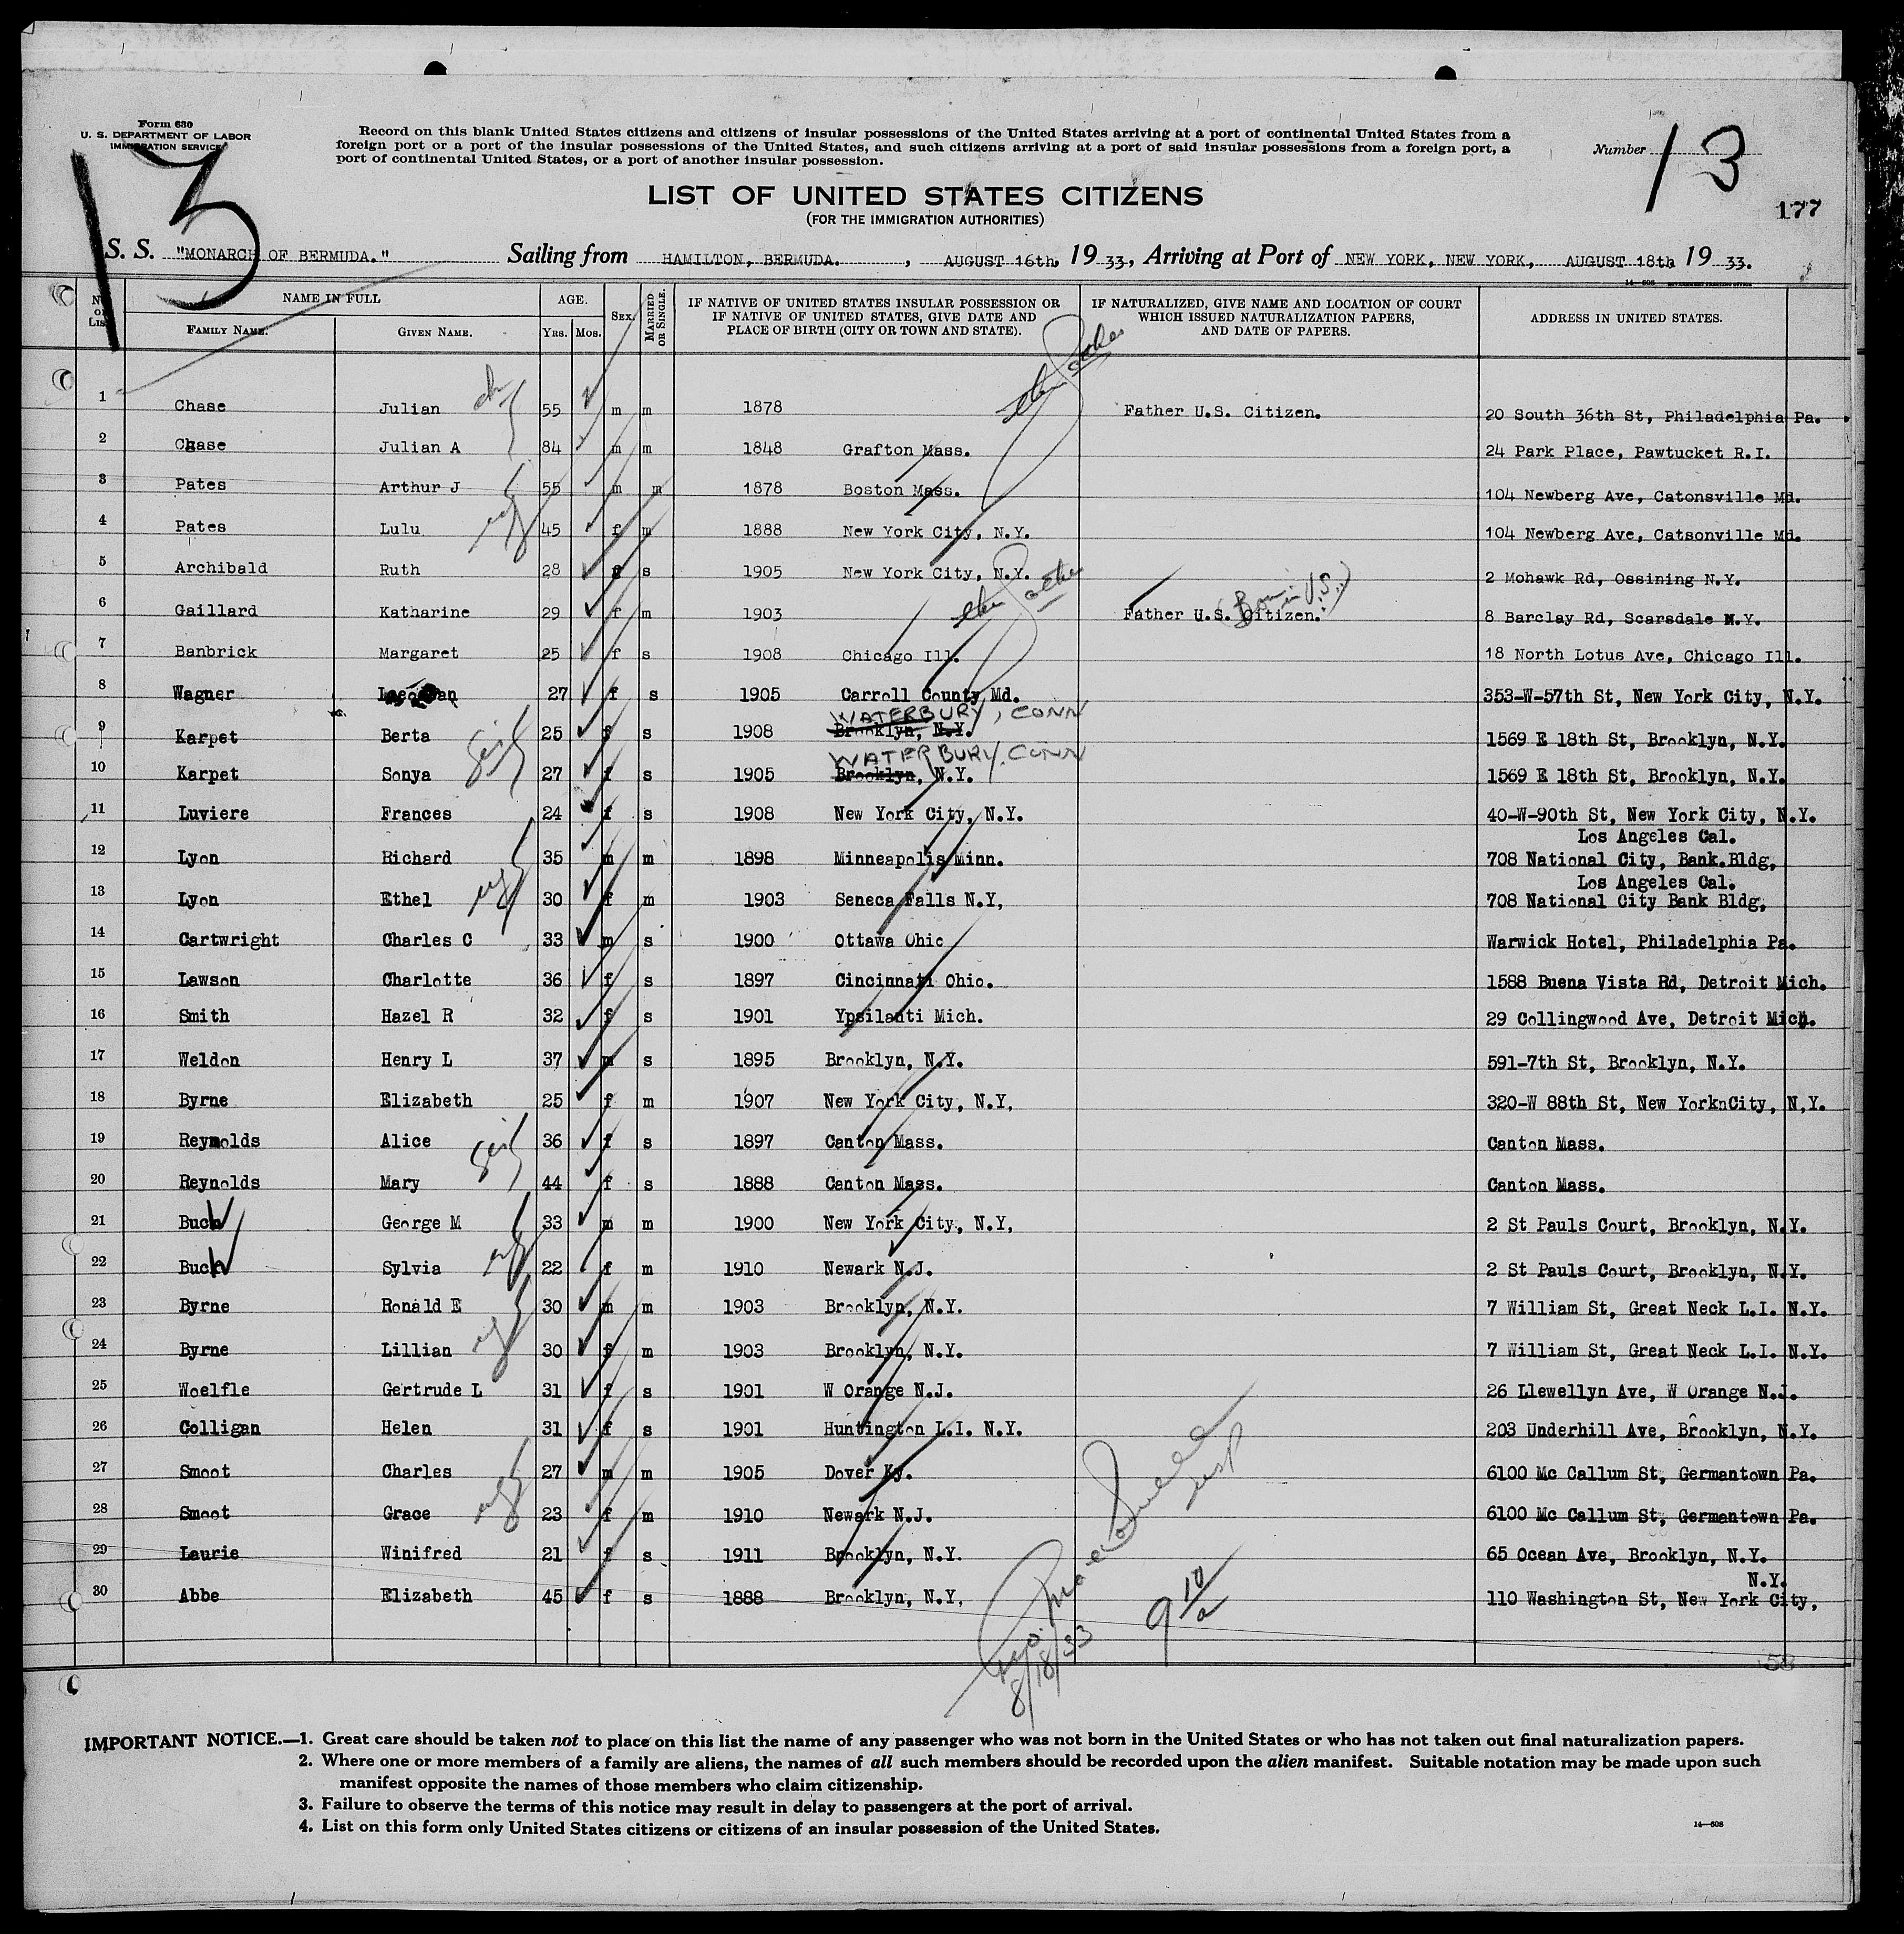 Form 630
U. S. DEPARTMENT OF LABOR
IMMIGRATION SERVICE
Record on this blank United States citizens and citizens of insular possessions of the United States arriving at a port of continental United States from a
foreign port or a port of the insular possessions of the United States, and such citizens arriving at a port of said insular possessions from a foreign port, a
port of continental United States, or a port of another insular possession.
Number 13
13
177
LIST OF UNITED STATES CITIZENS
(FOR THE IMMIGRATION AUTHORITIES)
S. S. "MONARCH OF BERMUDA." Sailing from HAMILTON, BERMUDA. , AUGUST 16th, 19 33, Arriving at Port of NEW YORK, NEW YORK, AUGUST 18th 19 33.
14—608
No. ON LIST NAME IN FULL AGE. SEX. MARRIED OR SINGLE. IF NATIVE OF UNITED STATES INSULAR POSSESSION OR IF NATIVE OF UNITED STATES, GIVE DATE AND PLACE OF BIRTH (CITY OR TOWN AND STATE). IF NATURALIZED, GIVE NAME AND LOCATION OF COURT WHICH ISSUED NATURALIZATION PAPERS, AND DATE OF PAPERS. ADDRESS IN UNITED STATES.
FAMILY NAME. GIVEN NAME. YRS. MOS.
1 Chase Julian 55 m m 1878 Father U.S. Citizen. 20 South 36th St, Philadelphia Pa.
2 Chase Julian A 84 m m 1848 Grafton Mass. 24 Park Place, Pawtucket R.I.
3 Pates Arthur J 55 m m 1878 Boston Mass. 104 Newberg Ave, Catonsville Md.
4 Pates Lulu 45 f m 1888 New York City, N.Y. 104 Newberg Ave, Catsonville Md.
5 Archibald Ruth 28 s 1905 New York City, N.Y. 2 Mohawk Rd, Ossining N.Y.
6 Gaillard Katharine 29 f m 1903 Father U.S. Citizen. (Born in U.S.) 8 Barclay Rd, Scarsdale N.Y.
7 Banbrick Margaret 25 f s 1908 Chicago Ill. 18 North Lotus Ave, Chicago Ill.
8 Wagner 27 f s 1905 Carroll County Md. 353-W-57th St, New York City, N.Y.
WATERBURY, CONN
9 Karpet Berta 25 f s 1908 Brooklyn, N.Y. 1569 E 18th St, Brooklyn, N.Y.
WATERBURY, CONN
10 Karpet Sonya 27 f s 1905 Brooklyn, N.Y. 1569 E 18th St, Brooklyn, N.Y.
11 Luviere Frances 24 f s 1908 New York City, N.Y. 40-W-90th St, New York City, N.Y.
Los Angeles Cal.
12 Lyon Richard 35 m m 1898 Minneapolis Minn. 708 National City, Bank.Bldg,
Los Angeles Cal.
13 Lyon Ethel 30 f m 1903 Seneca Falls N.Y, 708 National City Bank Bldg,
14 Cartwright Charles C 33 m s 1900 Ottawa Ohio Warwick Hotel, Philadelphia Pa.
15 Lawson Charlotte 36 f s 1897 Cincinnati Ohio. 1588 Buena Vista Rd, Detroit Mich.
16 Smith Hazel R 32 f s 1901 Ypsilanti Mich. 29 Collingwood Ave, Detroit Mich.
17 Weldon Henry L 37 m s 1895 Brooklyn, N.Y. 591-7th St, Brooklyn, N.Y.
18 Byrne Elizabeth 25 f m 1907 New York City, N.Y, 320-W 88th St, New YorknCity, N,Y.
19 Reynolds Alice 36 f s 1897 Canton Mass. Canton Mass.
20 Reynolds Mary 44 f s 1888 Canton Mass. Canton Mass.
21 Buch George M 33 m m 1900 New York City, N.Y, 2 St Pauls Court, Brooklyn, N.Y.
22 Buch Sylvia 22 f m 1910 Newark N.J. 2 St Pauls Court, Brooklyn, N.Y.
23 Byrne Ronald E 30 m m 1903 Brooklyn, N.Y. 7 William St, Great Neck L.I. N.Y.
24 Byrne Lillian 30 f m 1903 Brooklyn, N.Y. 7 William St, Great Neck L.I. N.Y.
25 Woelfle Gertrude L 31 f s 1901 W Orange N.J. 26 Llewellyn Ave, W Orange N.J.
26 Colligan Helen 31 f s 1901 Huntington L.I. N.Y. 203 Underhill Ave, Brooklyn, N.Y.
27 Smoot Charles 27 m m 1905 Dover Ky. 6100 Mc Callum St, Germantown Pa.
28 Smoot Grace 23 f m 1910 Newark N.J. 6100 Mc Callum St, Germantown Pa.
29 Laurie Winifred 21 f s 1911 Brooklyn, N.Y. 65 Ocean Ave, Brooklyn, N.Y.
N.Y.
30 Abbe Elizabeth 45 f s 1888 Brooklyn, N.Y, 110 Washington St, New York City,
8/18/33
9 10/a
58
IMPORTANT NOTICE.—1. Great care should be taken not to place on this list the name of any passenger who was not born in the United States or who has not taken out final naturalization papers.
2. Where one or more members of a family are aliens, the names of all such members should be recorded upon the alien manifest. Suitable notation may be made upon such
manifest opposite the names of those members who claim citizenship.
3. Failure to observe the terms of this notice may result in delay to passengers at the port of arrival.
4. List on this form only United States citizens or citizens of an insular possession of the United States.
14—608